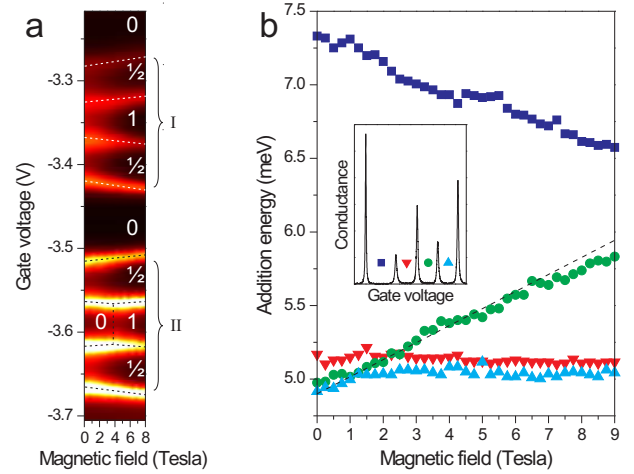 a
0
½
1
½
0
½
0 1
½
I
II
-3.3
-3.4
-3.5
-3.6
-3.7
Gate voltage (V)
0 2 4 6 8
Magnetic field (Tesla)
b
7.5
7.0
6.5
6.0
5.5
5.0
Addition energy (meV)
Conductance
Gate voltage
0 1 2 3 4 5 6 7 8 9
Magnetic field (Tesla)